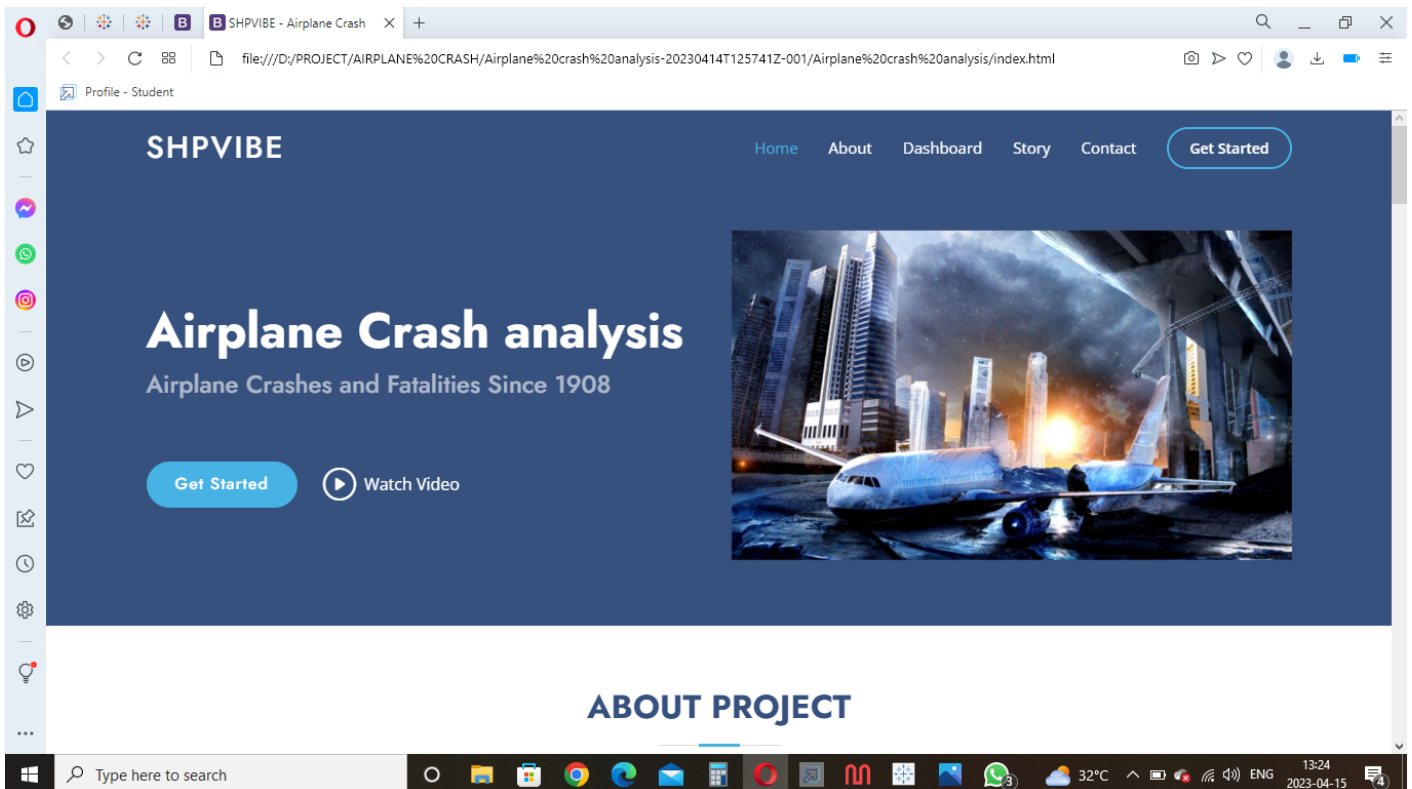 SHPVIBE - Airplane Crash
file:///D:/PROJECT/AIRPLANE%20CRASH/Airplane%20crash%20analysis-20230414T125741Z-001/Airplane%20crash%20analysis/index.html
Profile - Student
SHPVIBE
Home About Dashboard Story Contact Get Started
Airplane Crash analysis
Airplane Crashes and Fatalities Since 1908
Get Started Watch Video
ABOUT PROJECT
Type here to search
3
32°C ENG 13:24
2023-04-15
4